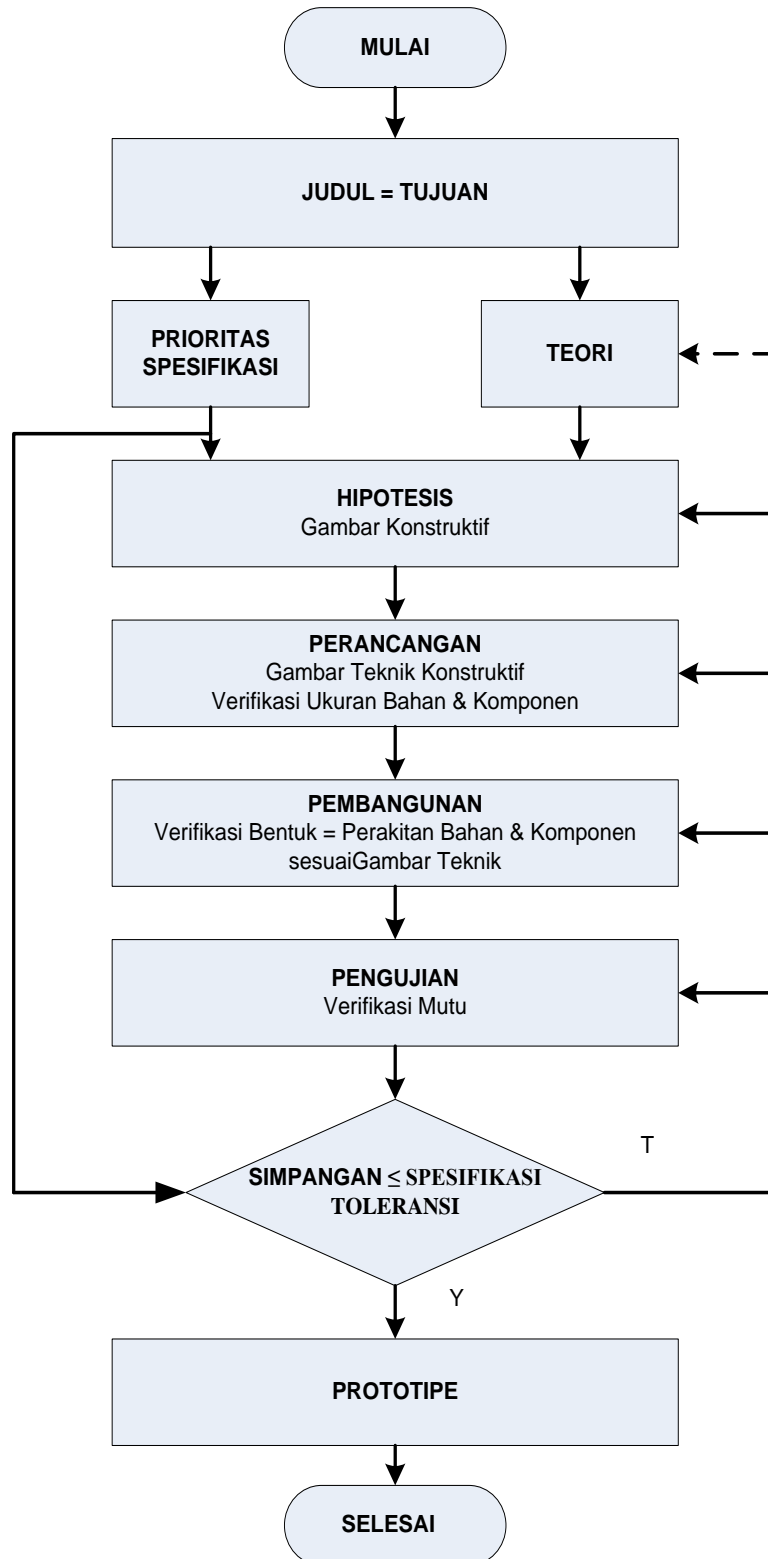 MULAI
JUDUL = TUJUAN
PRIORITAS
SPESIFIKASI
TEORI
HIPOTESIS
Gambar Konstruktif
PERANCANGAN
Gambar Teknik Konstruktif
Verifikasi Ukuran Bahan & Komponen
PEMBANGUNAN
Verifikasi Bentuk = Perakitan Bahan & Komponen
sesuaiGambar Teknik
PENGUJIAN
Verifikasi Mutu
T
SIMPANGAN ≤ SPESIFIKASI
TOLERANSI
Y
PROTOTIPE
SELESAI